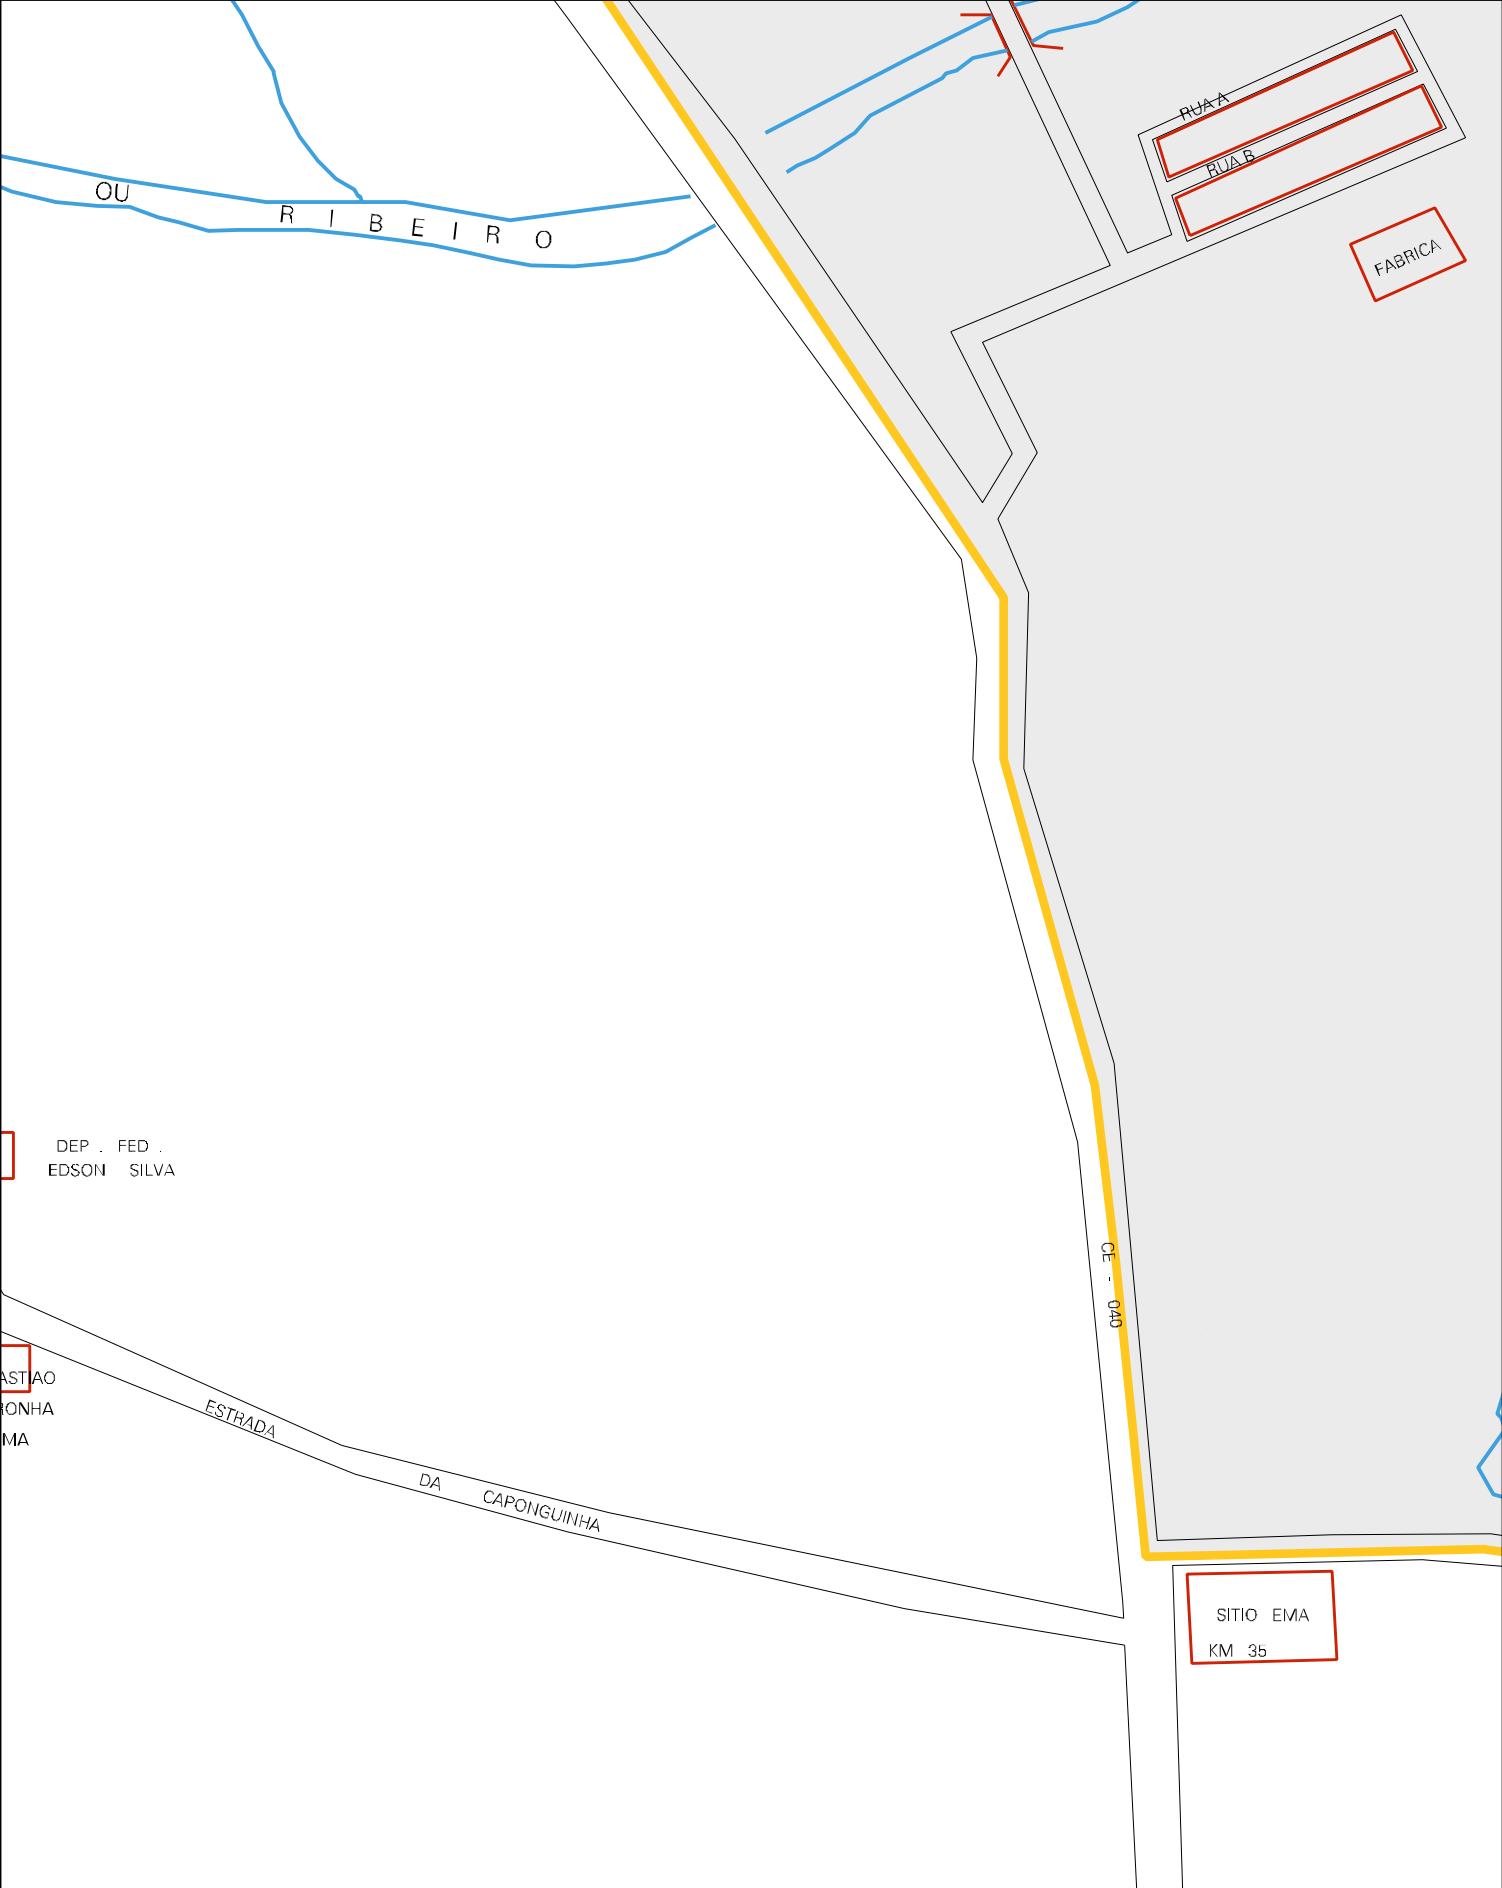 RUA A
RUA B
OU RIBEIRO
FABRICA
DEP . FED .
EDSON SILVA
CE - 040
ASTIAO
RONHA
MA
ESTRADA DA CAPONGUINHA
SITIO EMA
KM 35